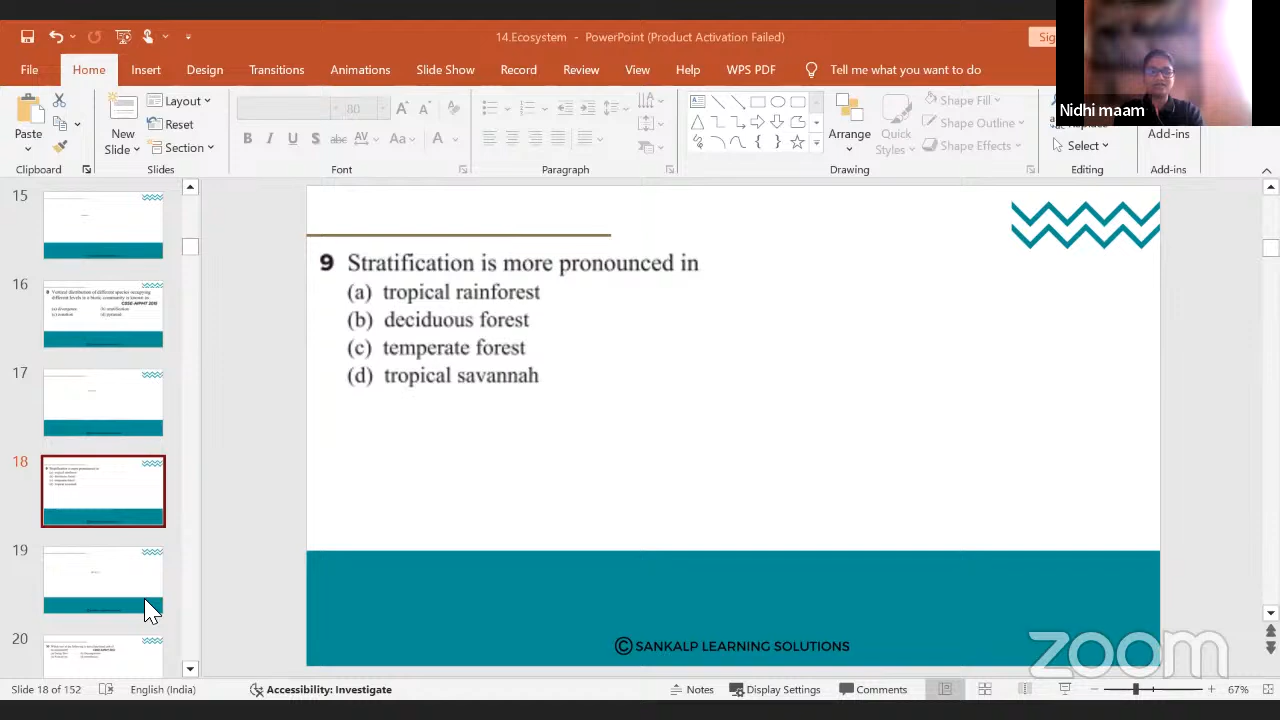 14.Ecosystem - PowerPoint (Product Activation Failed)
Nidhi maam
File Home Insert Design Transitions Animations Slide Show Record Review View Help WPS PDF Tell me what you want to do
Paste
Clipboard
New
Slide
Layout
Reset
Section
Slides
80
B I U S abc AV Aa A
Font
Paragraph
Arrange
Quick
Styles
Shape Fill
Shape Outline
Shape Effects
Drawing
Select
Editing
Add-ins
Add-ins
15
16
17
18
19
20
9 Stratification is more pronounced in
(a) tropical rainforest
(b) deciduous forest
(c) temperate forest
(d) tropical savannah
© SANKALP LEARNING SOLUTIONS
zoom
Slide 18 of 152 English (India) Accessibility: Investigate Notes Display Settings Comments 67%